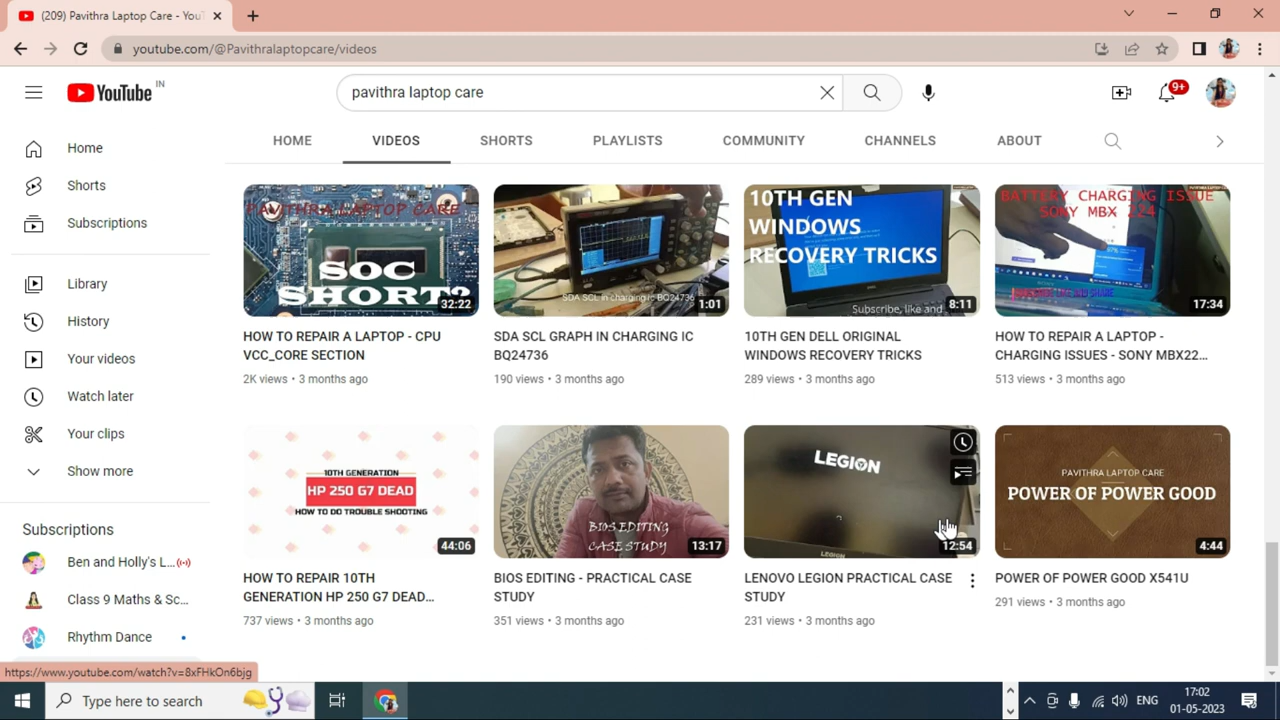 (209) Pavithra Laptop Care - YouT
youtube.com/@Pavithralaptopcare/videos
YouTube IN
pavithra laptop care
9+
HOME VIDEOS SHORTS PLAYLISTS COMMUNITY CHANNELS ABOUT
Home
Shorts
Subscriptions
Library
History
Your videos
Watch later
Your clips
Show more
Subscriptions
Ben and Holly's L...
Class 9 Maths & Sc...
Rhythm Dance
PAVITHRA LAPTOP CARE
SOC
SHORT?
32:22
HOW TO REPAIR A LAPTOP - CPU
VCC_CORE SECTION
2K views • 3 months ago
SDA SCL in charging Ic BQ24736
1:01
SDA SCL GRAPH IN CHARGING IC
BQ24736
190 views • 3 months ago
10TH GEN
WINDOWS
RECOVERY TRICKS
Subscribe, like and
8:11
10TH GEN DELL ORIGINAL
WINDOWS RECOVERY TRICKS
289 views • 3 months ago
BATTERY CHARGING ISSUE
SONY MBX 224
17:34
HOW TO REPAIR A LAPTOP -
CHARGING ISSUES - SONY MBX22...
513 views • 3 months ago
10TH GENERATION
HP 250 G7 DEAD
HOW TO DO TROUBLE SHOOTING
44:06
HOW TO REPAIR 10TH
GENERATION HP 250 G7 DEAD...
737 views • 3 months ago
BIOS EDITING
CASE STUDY
13:17
BIOS EDITING - PRACTICAL CASE
STUDY
351 views • 3 months ago
LEGION
LEGION
12:54
LENOVO LEGION PRACTICAL CASE
STUDY
231 views • 3 months ago
PAVITHRA LAPTOP CARE
POWER OF POWER GOOD
4:44
POWER OF POWER GOOD X541U
291 views • 3 months ago
https://www.youtube.com/watch?v=8xFHkOn6bjg
Type here to search
ENG
17:02
01-05-2023